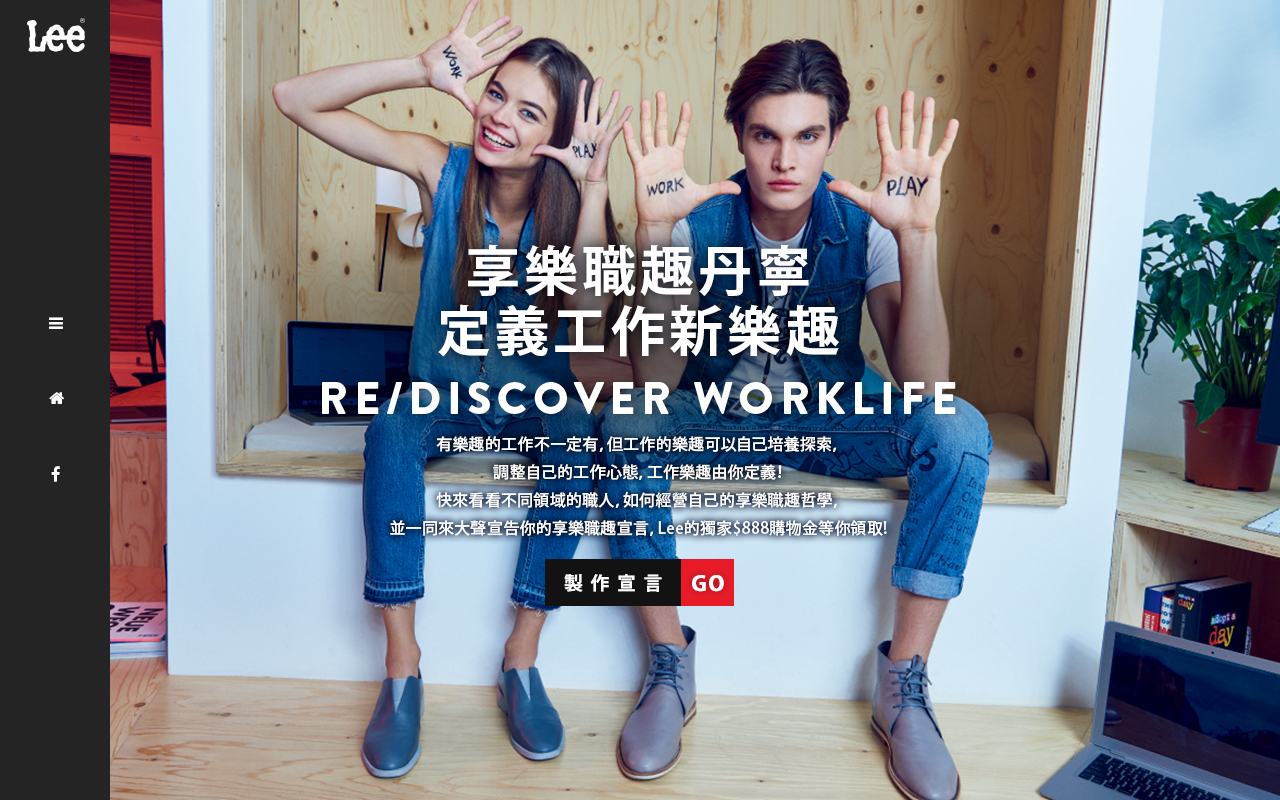 Lee
WORK
PLAY
WORK
PLAY
享樂職趣丹寧
定義工作新樂趣
RE/DISCOVER WORKLIFE
有樂趣的工作不一定有，但工作的樂趣可以自己培養探索，
調整自己的工作心態，工作樂趣由你定義！
快來看看不同領域的職人，如何經營自己的享樂職趣哲學，
並一同來大聲宣告你的享樂職趣宣言，Lee的獨家$888購物金等你領取!
製作宣言 GO
NEUE
adopt a
day
adopt a
day